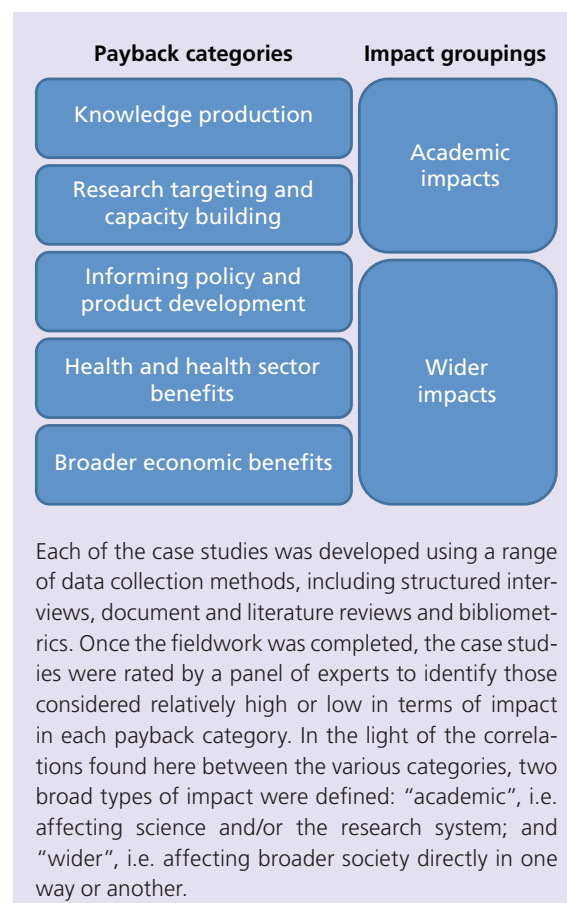 Payback categories
Impact groupings
Knowledge production
Research targeting and
capacity building
Informing policy and
product development
Health and health sector
benefits
Broader economic benefits
Academic
impacts
Wider
impacts
Each of the case studies was developed using a range
of data collection methods, including structured inter-
views, document and literature reviews and bibliomet-
rics. Once the fieldwork was completed, the case stud-
ies were rated by a panel of experts to identify those
considered relatively high or low in terms of impact
in each payback category. In the light of the correla-
tions found here between the various categories, two
broad types of impact were defined: “academic”, i.e.
affecting science and/or the research system; and
“wider”, i.e. affecting broader society directly in one
way or another.